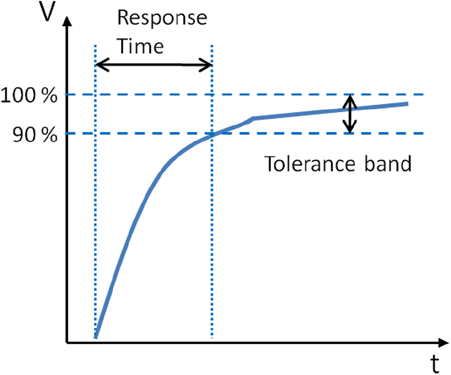 V
Response
Time
100 %
90 %
Tolerance band
t